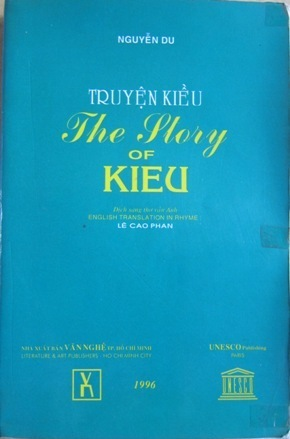 NGUYỄN DU
TRUYỆN KIỀU
The Story
OF
KIEU
Dịch sang thơ vần Anh
ENGLISH TRANSLATION IN RHYME
LÊ CAO PHAN
NHÀ XUẤT BẢN VĂN NGHỆ TP. HỒ CHÍ MINH
LITERATURE & ART PUBLISHERS - HO CHI MINH CITY
UNESCO Publishing
PARIS
1996
UNESCO